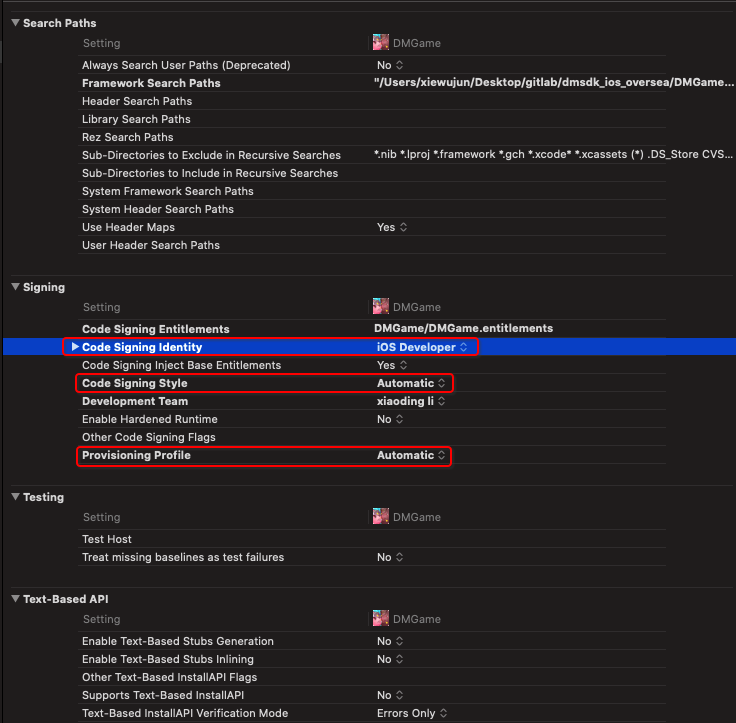 Search Paths
Setting DMGame
Always Search User Paths (Deprecated) No
Framework Search Paths "/Users/xiewujun/Desktop/gitlab/dmsdk_ios_oversea/DMGame...
Header Search Paths
Library Search Paths
Rez Search Paths
Sub-Directories to Exclude in Recursive Searches *.nib *.lproj *.framework *.gch *.xcode* *.xcassets (*) .DS_Store CVS...
Sub-Directories to Include in Recursive Searches
System Framework Search Paths
System Header Search Paths
Use Header Maps Yes
User Header Search Paths
Signing
Setting DMGame
Code Signing Entitlements DMGame/DMGame.entitlements
Code Signing Identity iOS Developer
Code Signing Inject Base Entitlements Yes
Code Signing Style Automatic
Development Team xiaoding li
Enable Hardened Runtime No
Other Code Signing Flags
Provisioning Profile Automatic
Testing
Setting DMGame
Test Host
Treat missing baselines as test failures No
Text-Based API
Setting DMGame
Enable Text-Based Stubs Generation No
Enable Text-Based Stubs Inlining No
Other Text-Based InstallAPI Flags
Supports Text-Based InstallAPI No
Text-Based InstallAPI Verification Mode Errors Only